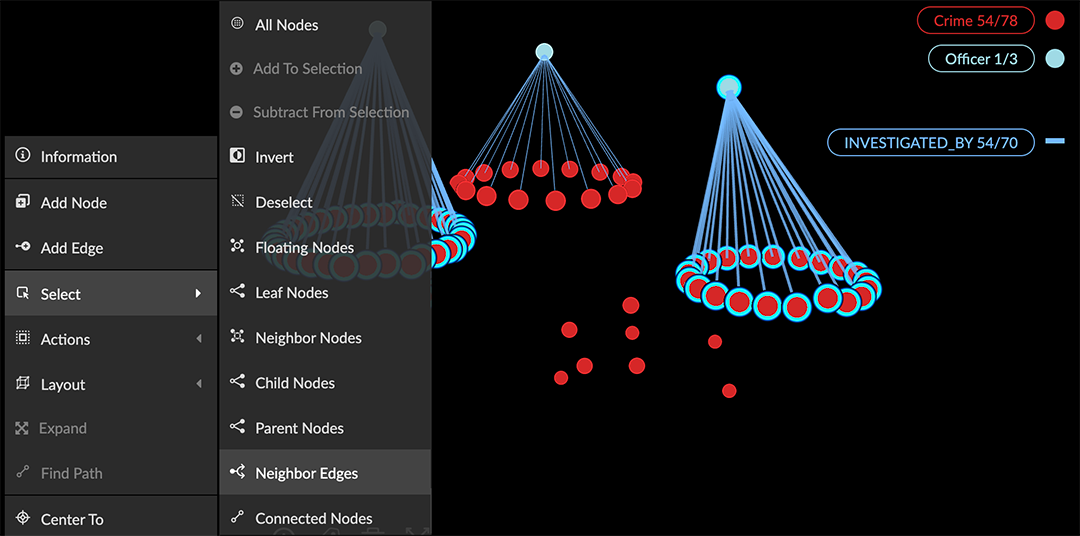 Information
Add Node
Add Edge
Select
Actions
Layout
Expand
Find Path
Center To
All Nodes
Add To Selection
Subtract From Selection
Invert
Deselect
Floating Nodes
Leaf Nodes
Neighbor Nodes
Child Nodes
Parent Nodes
Neighbor Edges
Connected Nodes
Crime 54/78
Officer 1/3
INVESTIGATED_BY 54/70